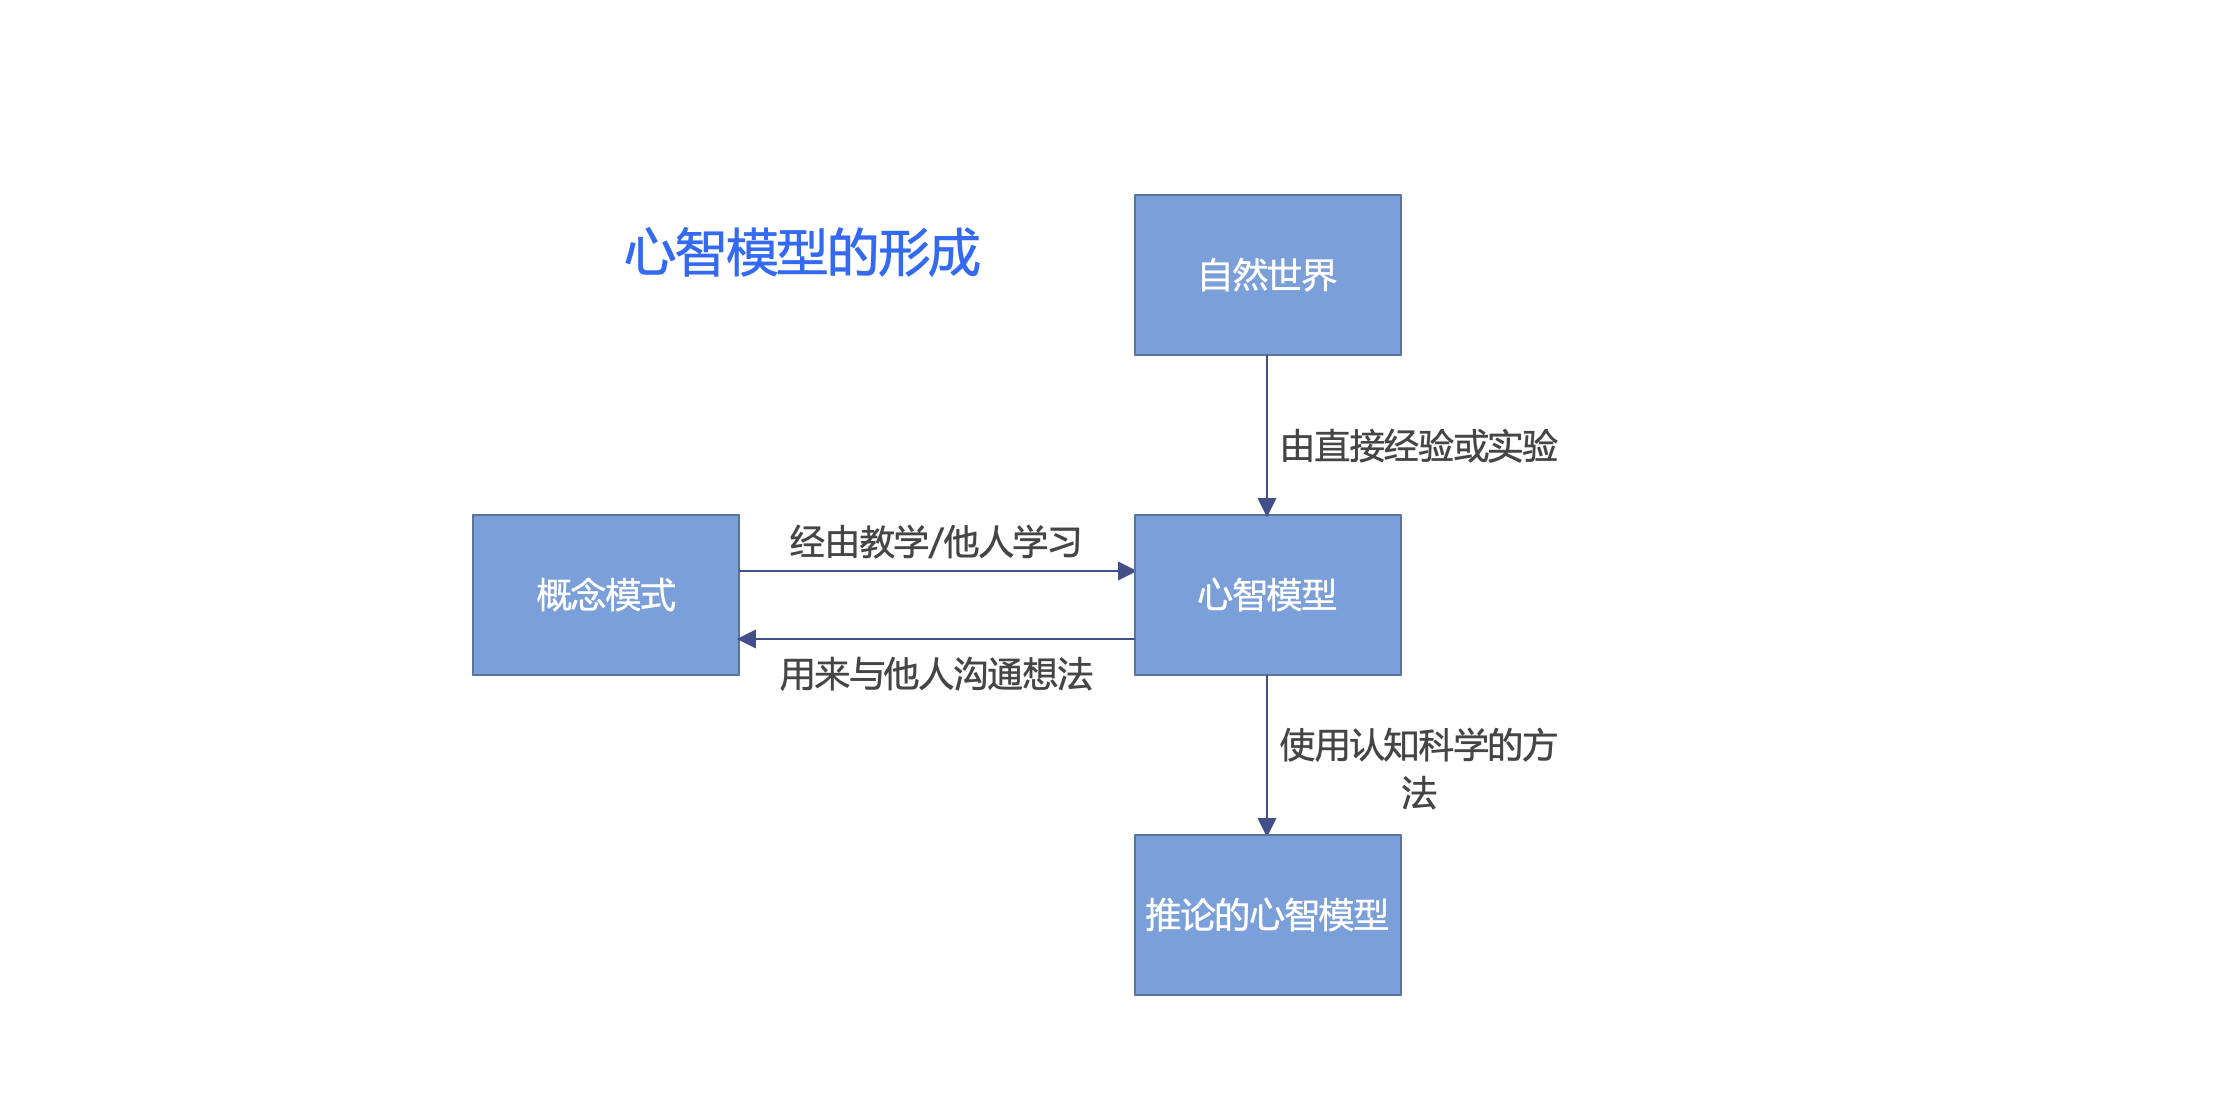 心智模型的形成
自然世界
由直接经验或实验
经由教学/他人学习
概念模式
心智模型
用来与他人沟通想法
使用认知科学的方
法
推论的心智模型